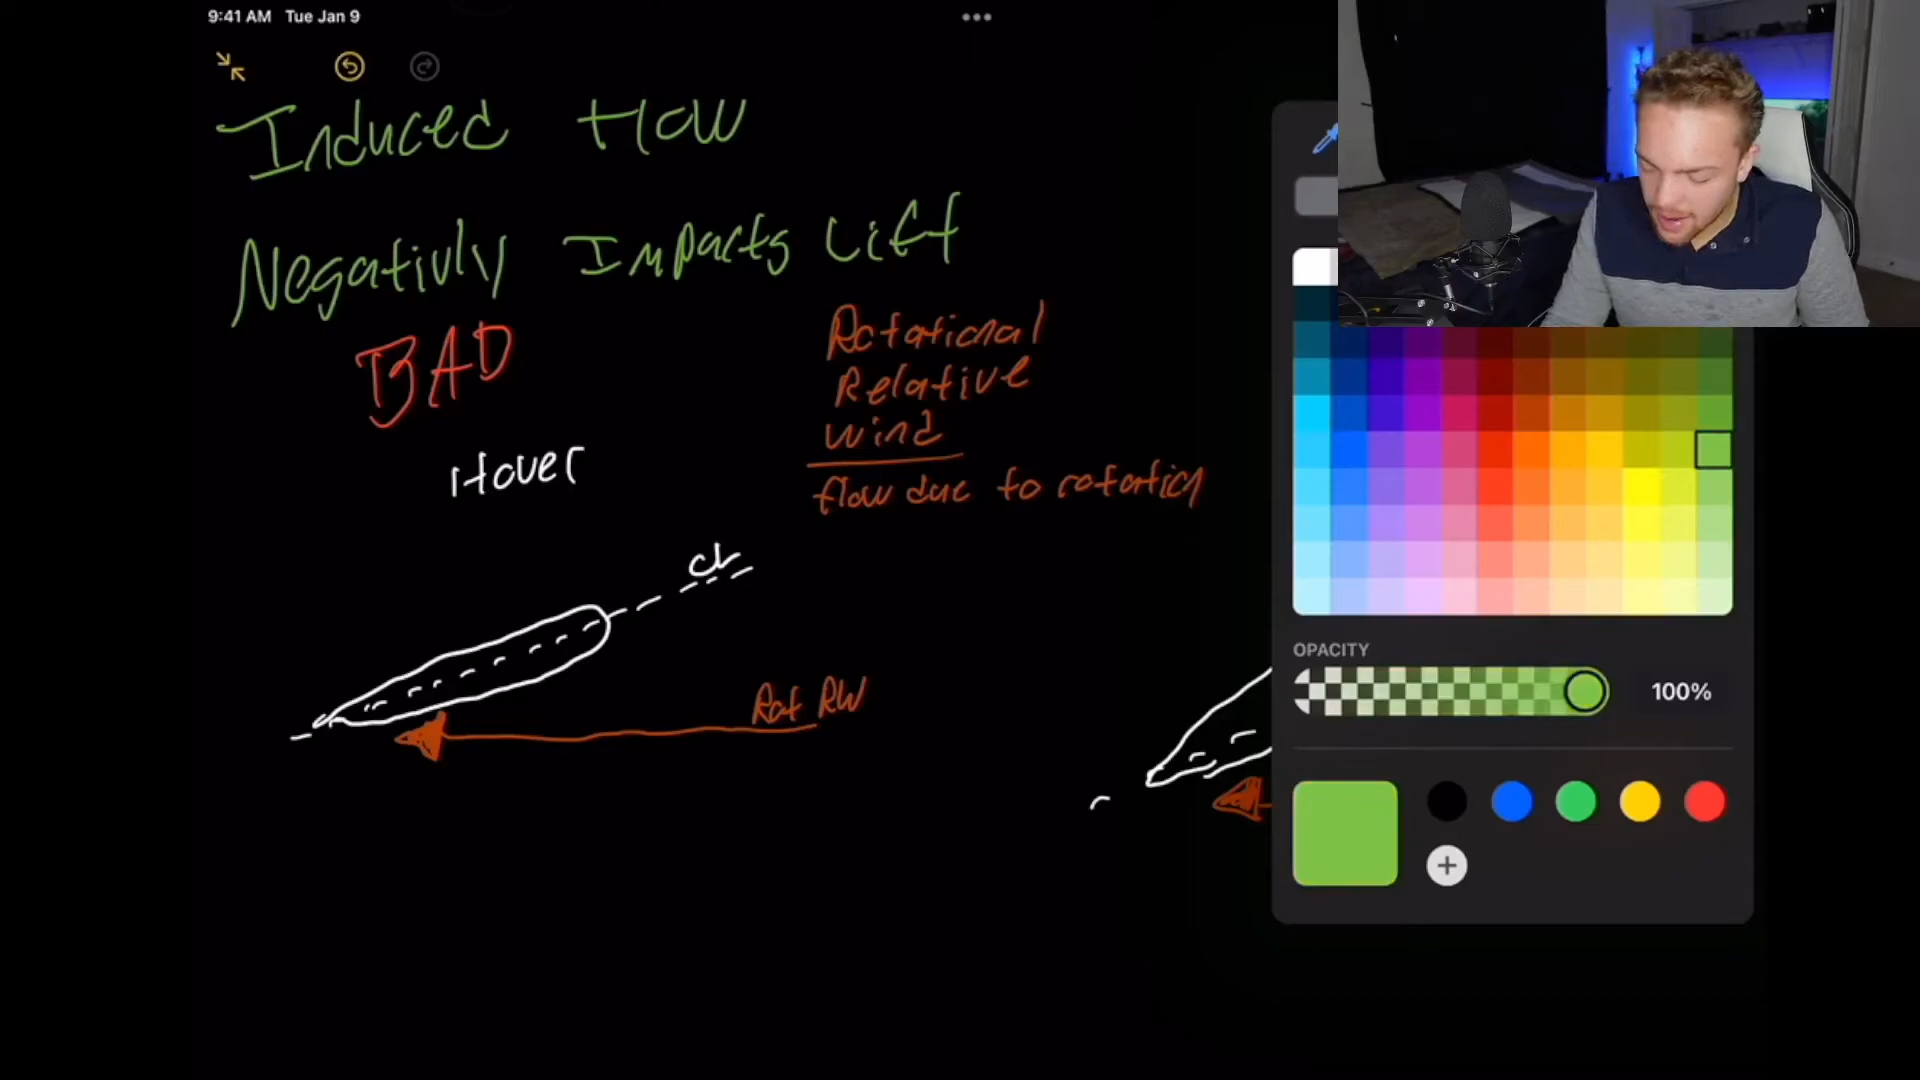 9:41 AM Tue Jan 9
Induced flow
Negativly Impacts Lift
BAD
Rotational
Relative
wind
flow due to rotation
Hover
CL
Rot RW
OPACITY
100%